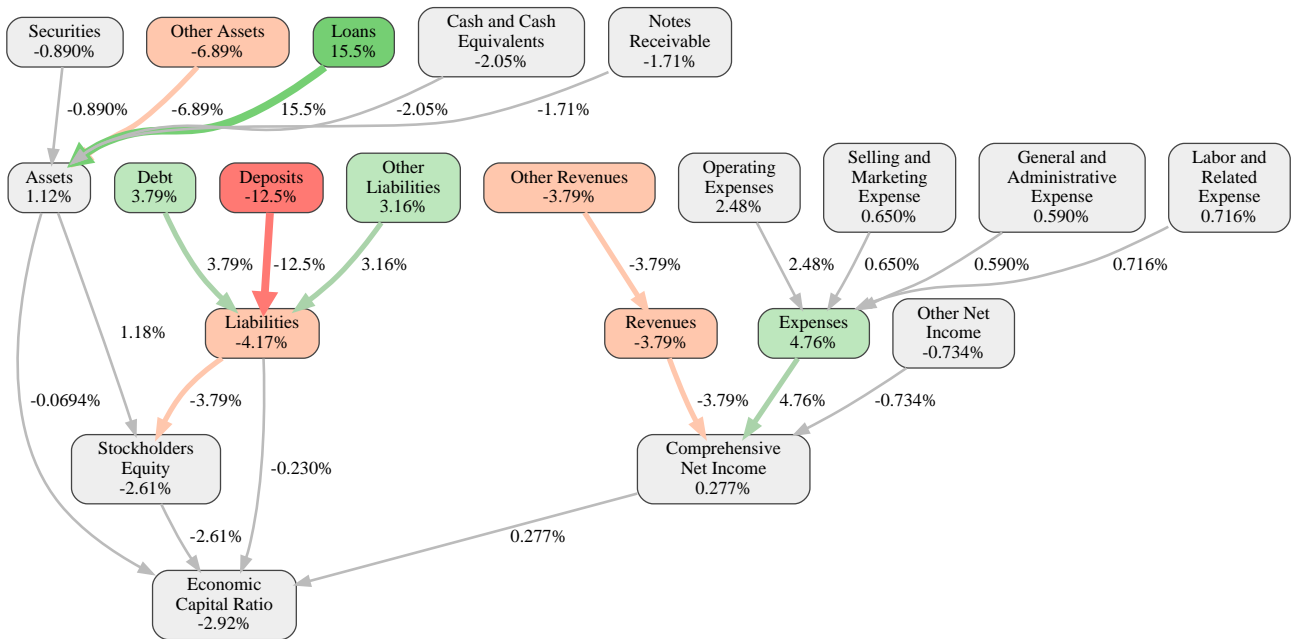 Securities
-0.890%
Other Assets
-6.89%
Loans
15.5%
Cash and Cash
Equivalents
-2.05%
Notes
Receivable
-1.71%
-0.890%
-6.89%
15.5%
-2.05%
-1.71%
Assets
1.12%
Debt
3.79%
Deposits
-12.5%
Other
Liabilities
3.16%
Other Revenues
-3.79%
Operating
Expenses
2.48%
Selling and
Marketing
Expense
0.650%
General and
Administrative
Expense
0.590%
Labor and
Related
Expense
0.716%
3.79%
-12.5%
3.16%
-3.79%
2.48%
0.650%
0.590%
0.716%
1.18%
Liabilities
-4.17%
Revenues
-3.79%
Expenses
4.76%
Other Net
Income
-0.734%
-0.0694%
-3.79%
-3.79%
4.76%
-0.734%
Stockholders
Equity
-2.61%
-0.230%
Comprehensive
Net Income
0.277%
-2.61%
0.277%
Economic
Capital Ratio
-2.92%